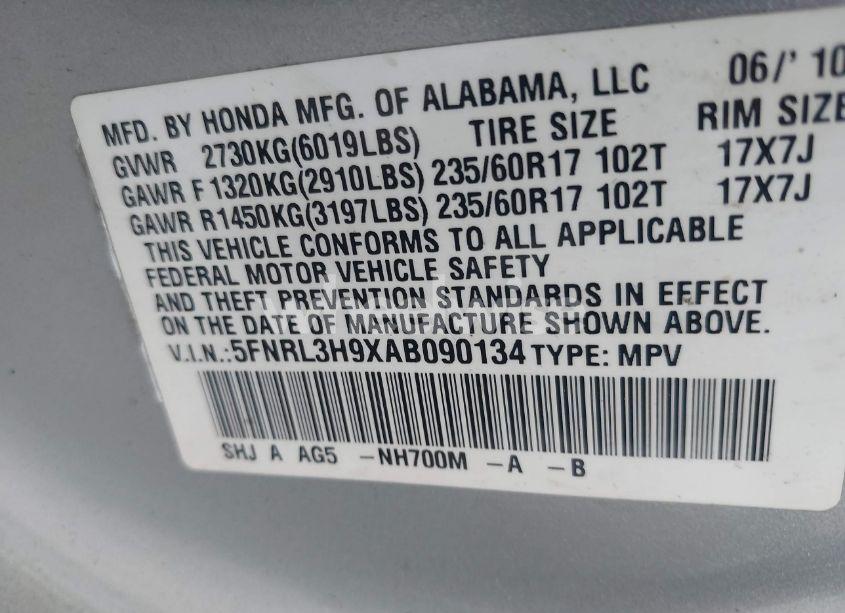 MFD. BY HONDA MFG. OF ALABAMA, LLC 06/'10
GVWR 2730KG(6019LBS) TIRE SIZE RIM SIZE
GAWR F1320KG(2910LBS) 235/60R17 102T 17X7J
GAWR R1450KG(3197LBS) 235/60R17 102T 17X7J
THIS VEHICLE CONFORMS TO ALL APPLICABLE
FEDERAL MOTOR VEHICLE SAFETY
AND THEFT PREVENTION STANDARDS IN EFFECT
ON THE DATE OF MANUFACTURE SHOWN ABOVE.
V.I.N.:5FNRL3H9XAB090134 TYPE: MPV
SHJ A AG5 -NH700M -A -B